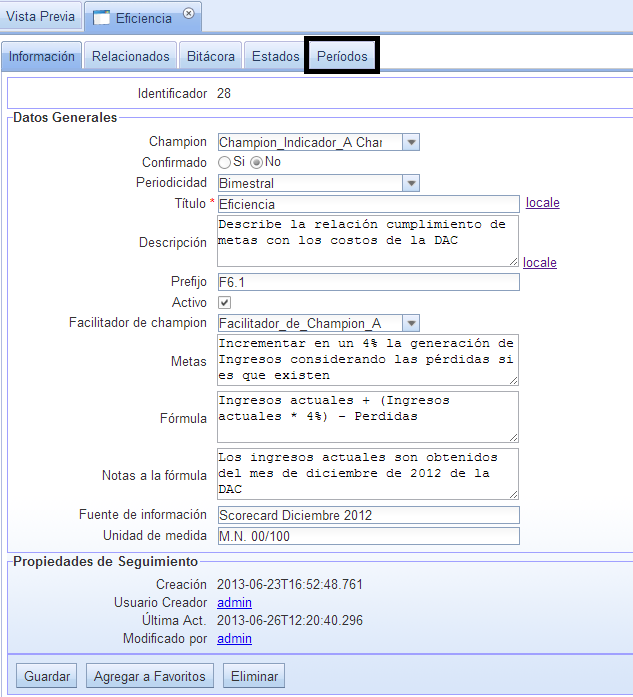 Vista Previa Eficiencia
Información Relacionados Bitácora Estados Períodos
Identificador 28
Datos Generales
Champion Champion_Indicador_A Char
Confirmado Si No
Periodicidad Bimestral
Título * Eficiencia locale
Descripción Describe la relación cumplimiento de
metas con los costos de la DAC
locale
Prefijo F6.1
Activo
Facilitador de champion Facilitador_de_Champion_A
Metas Incrementar en un 4% la generación de
Ingresos considerando las pérdidas si
es que existen
Fórmula Ingresos actuales + (Ingresos
actuales * 4%) - Perdidas
Notas a la fórmula Los ingresos actuales son obtenidos
del mes de diciembre de 2012 de la
DAC
Fuente de información Scorecard Diciembre 2012
Unidad de medida M.N. 00/100
Propiedades de Seguimiento
Creación 2013-06-23T16:52:48.761
Usuario Creador admin
Última Act. 2013-06-26T12:20:40.296
Modificado por admin
Guardar Agregar a Favoritos Eliminar